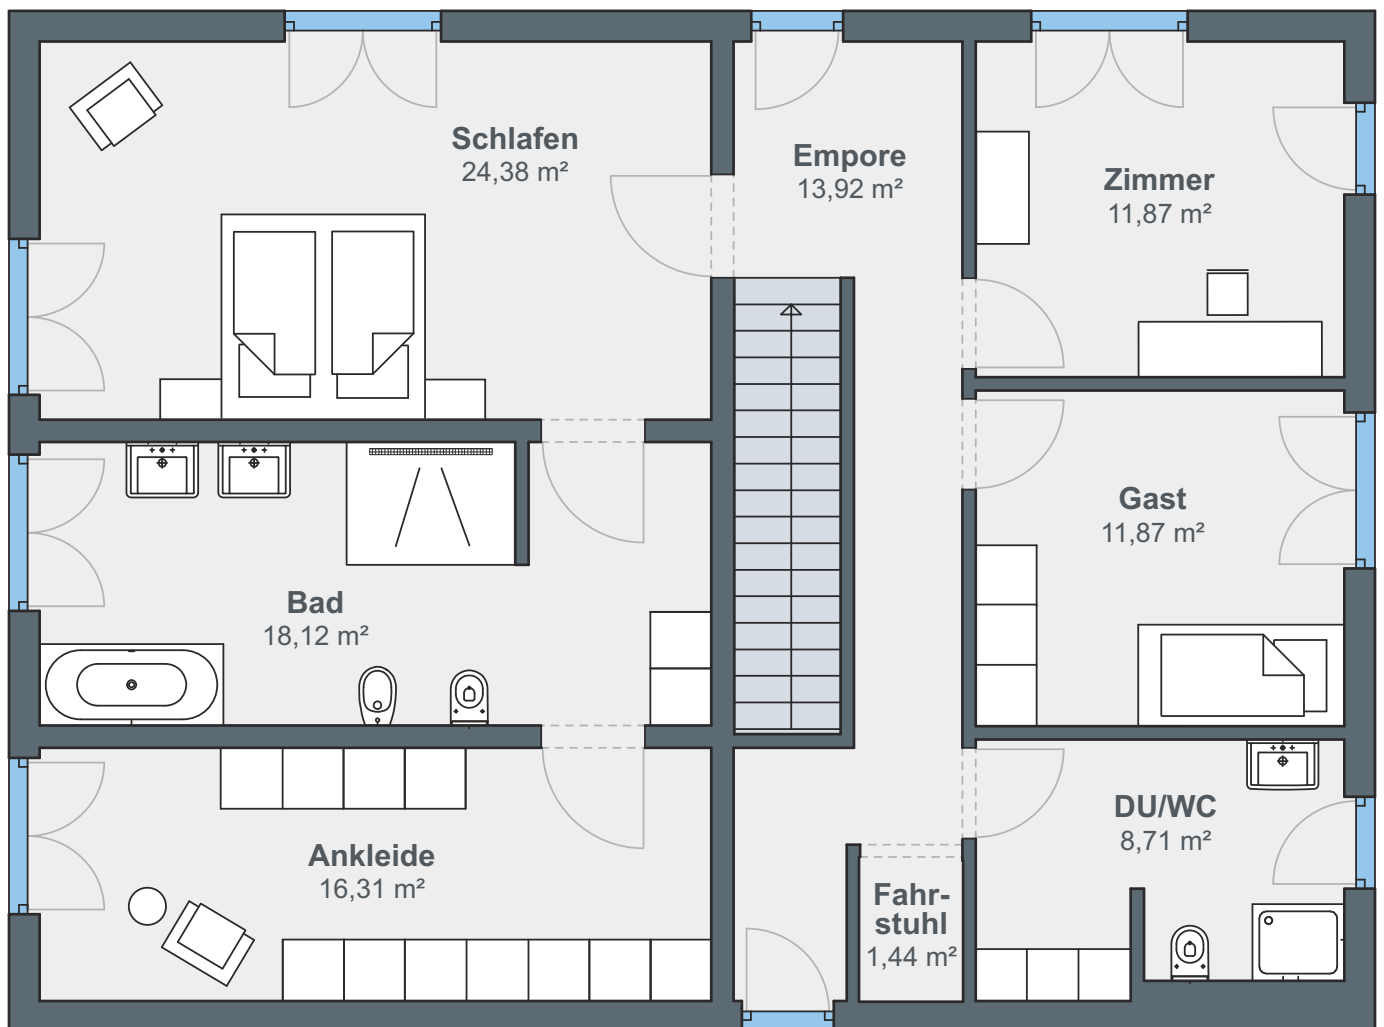 Schlafen
24,38 m²
Empore
13,92 m²
Zimmer
11,87 m²
Gast
11,87 m²
Bad
18,12 m²
DU/WC
8,71 m²
Ankleide
16,31 m²
Fahr-
stuhl
1,44 m²